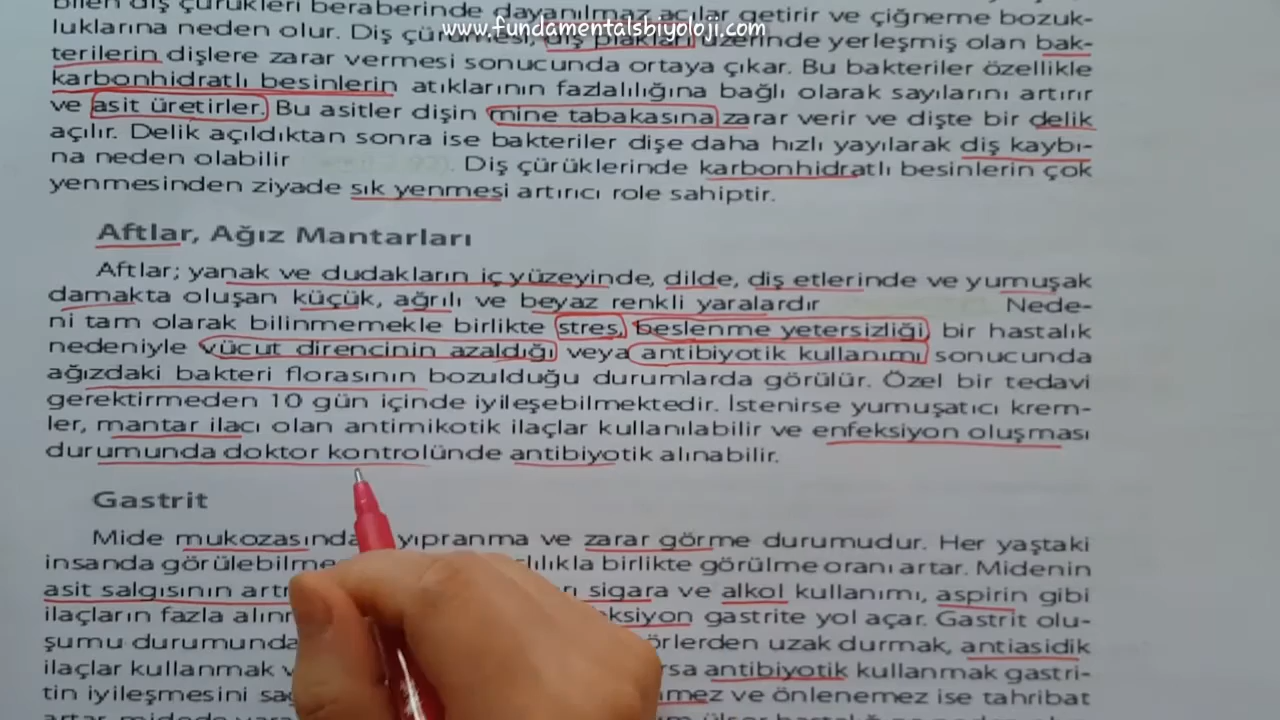 bilen diş çürükleri beraberinde dayanılmaz acılar getirir ve çiğneme bozuk-
www.fundamentalsbiyoloji.com
luklarına neden olur. Diş çürümesi, diş plakları üzerinde yerleşmiş olan bak-
terilerin dişlere zarar vermesi sonucunda ortaya çıkar. Bu bakteriler özellikle
karbonhidratlı besinlerin atıklarının fazlalılığına bağlı olarak sayılarını artırır
ve asit üretirler. Bu asitler dişin mine tabakasına zarar verir ve dişte bir delik
açılır. Delik açıldıktan sonra ise bakteriler dişe daha hızlı yayılarak diş kaybı-
na neden olabilir . Diş çürüklerinde karbonhidratlı besinlerin çok
yenmesinden ziyade sık yenmesi artırıcı role sahiptir.
Aftlar, Ağız Mantarları
Aftlar; yanak ve dudakların iç yüzeyinde, dilde, diş etlerinde ve yumuşak
damakta oluşan küçük, ağrılı ve beyaz renkli yaralardır Nede-
ni tam olarak bilinmemekle birlikte stres, beslenme yetersizliği bir hastalık
nedeniyle vücut direncinin azaldığı veya antibiyotik kullanımı sonucunda
ağızdaki bakteri florasının bozulduğu durumlarda görülür. Özel bir tedavi
gerektirmeden 10 gün içinde iyileşebilmektedir. İstenirse yumuşatıcı krem-
ler, mantar ilacı olan antimikotik ilaçlar kullanılabilir ve enfeksiyon oluşması
durumunda doktor kontrolünde antibiyotik alınabilir.
Gastrit
Mide mukozasında yıpranma ve zarar görme durumudur. Her yaştaki
insanda görülebilme birlikte görülme oranı artar. Midenin
asit salgısının sigara ve alkol kullanımı, aspirin gibi
ilaçların fazla gastrite yol açar. Gastrit olu-
şumu durumunda uzak durmak, antiasidik
ilaçlar kullanmak antibiyotik kullanmak gastri-
tin iyileşmesini ve önlenemez ise tahribat